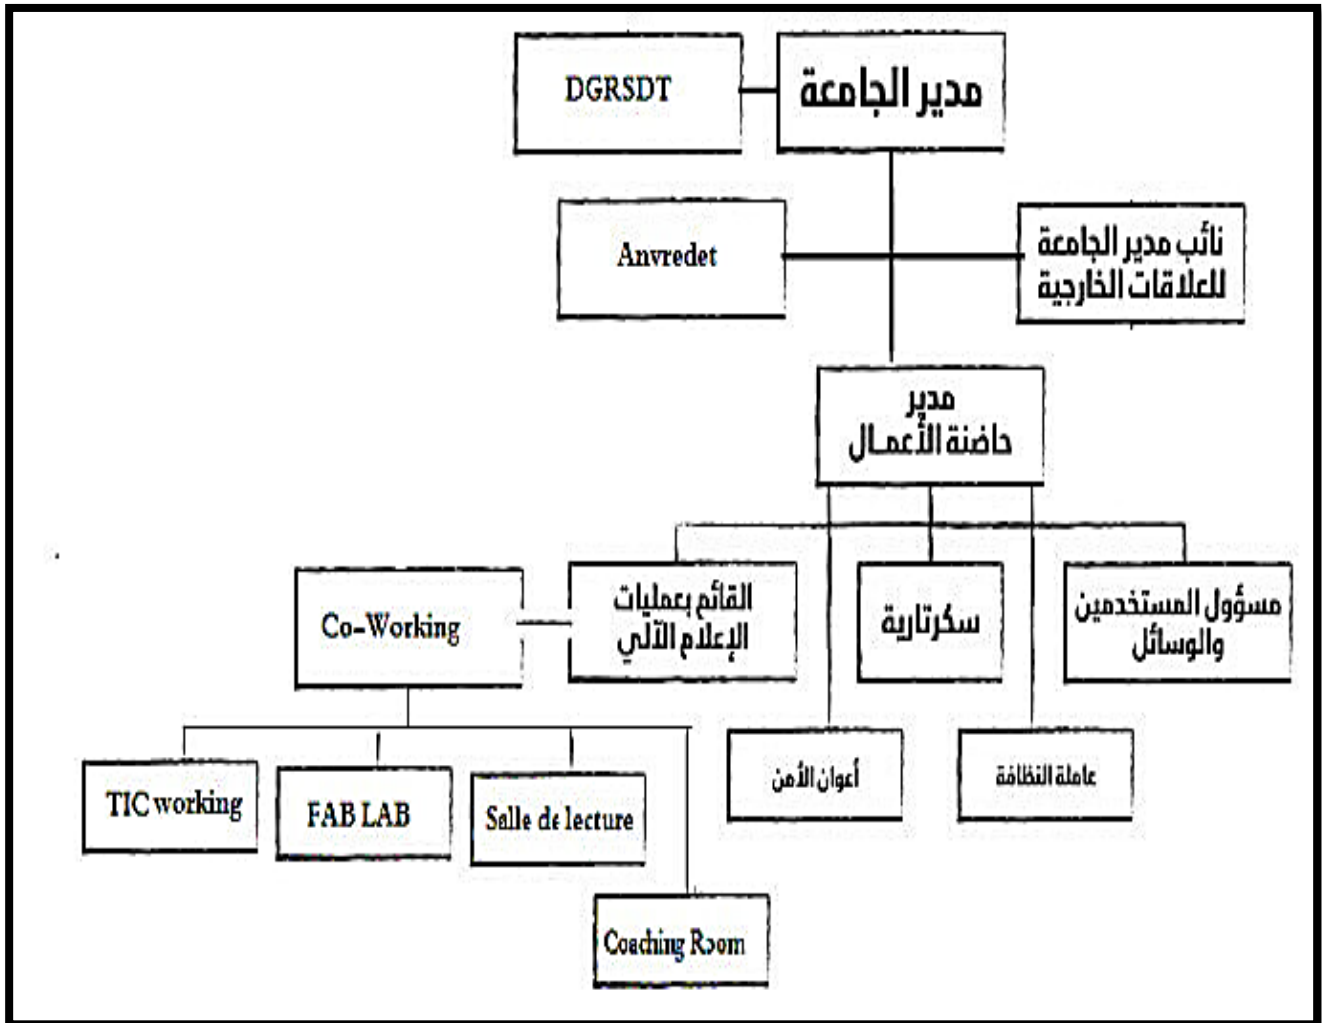 DGRSDT
مدير الجامعة
Anvredet
نائب مدير الجامعة
للعلاقات الخارجية
مدير
حاضنة الأعمـال
Co-Working
القائم بعمليات
الإعلام الآلي
سكرتارية
مسؤول المستخدمين
والوسائل
TIC working
FAB LAB
Salle de lecture
أعوان الأمن
عاملة النظافة
Coaching Room